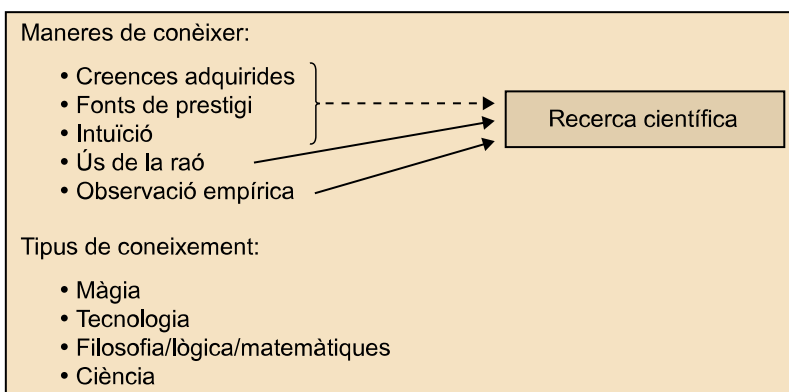 Maneres de conèixer:
• Creences adquirides
• Fonts de prestigi
• Intuïció
• Ús de la raó
• Observació empírica
Recerca científica
Tipus de coneixement:
• Màgia
• Tecnologia
• Filosofia/lògica/matemàtiques
• Ciència